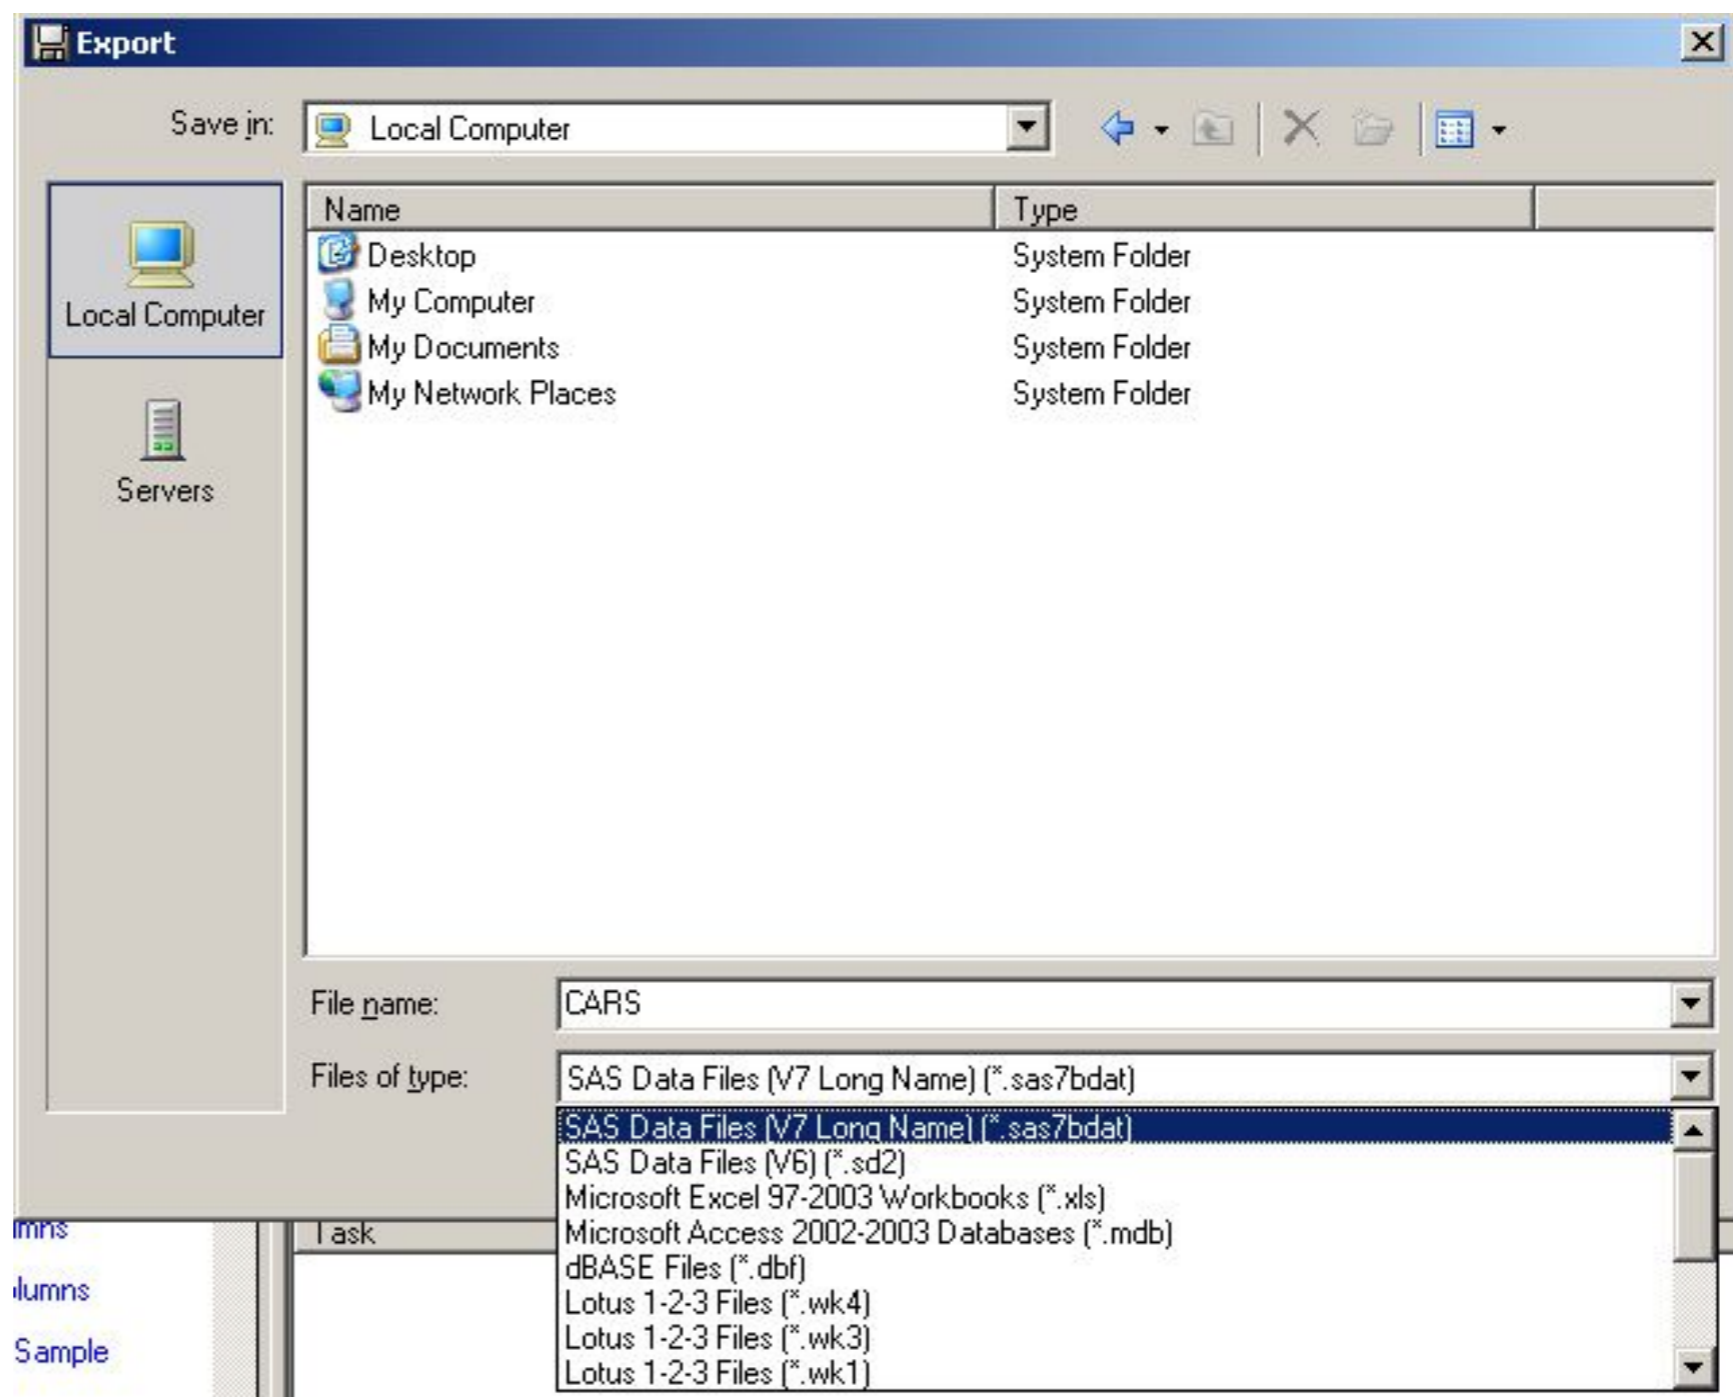 Export
Save in: Local Computer
Name Type
Desktop System Folder
My Computer System Folder
My Documents System Folder
My Network Places System Folder
Local Computer
Servers
File name: CARS
Files of type: SAS Data Files (V7 Long Name) (*.sas7bdat)
SAS Data Files (V7 Long Name) (*.sas7bdat)
SAS Data Files (V6) (*.sd2)
Microsoft Excel 97-2003 Workbooks (*.xls)
Microsoft Access 2002-2003 Databases (*.mdb)
dBASE Files (*.dbf)
Lotus 1-2-3 Files (*.wk4)
Lotus 1-2-3 Files (*.wk3)
Lotus 1-2-3 Files (*.wk1)
Task
lumns
Sample